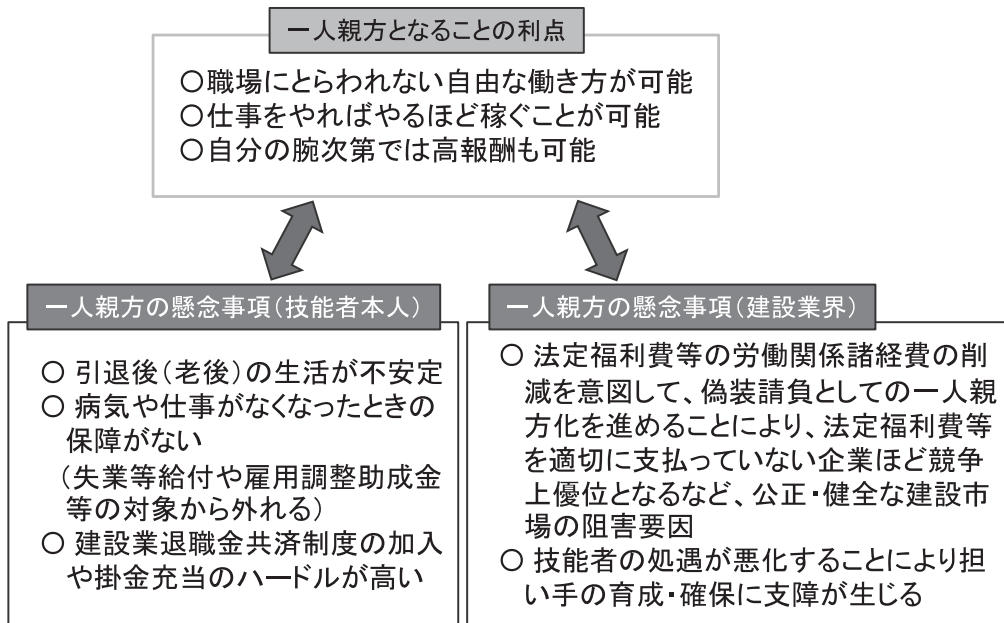 一人親方となることの利点
○職場にとらわれない自由な働き方が可能
○仕事をやればやるほど稼ぐことが可能
○自分の腕次第では高報酬も可能
一人親方の懸念事項(技能者本人)
○ 引退後(老後)の生活が不安定
○ 病気や仕事がなくなったときの
保障がない
(失業等給付や雇用調整助成金
等の対象から外れる)
○ 建設業退職金共済制度の加入
や掛金充当のハードルが高い
一人親方の懸念事項(建設業界)
○ 法定福利費等の労働関係諸経費の削
減を意図して、偽装請負としての一人親
方化を進めることにより、法定福利費等
を適切に支払っていない企業ほど競争
上優位となるなど、公正・健全な建設市
場の阻害要因
○ 技能者の処遇が悪化することにより担
い手の育成・確保に支障が生じる